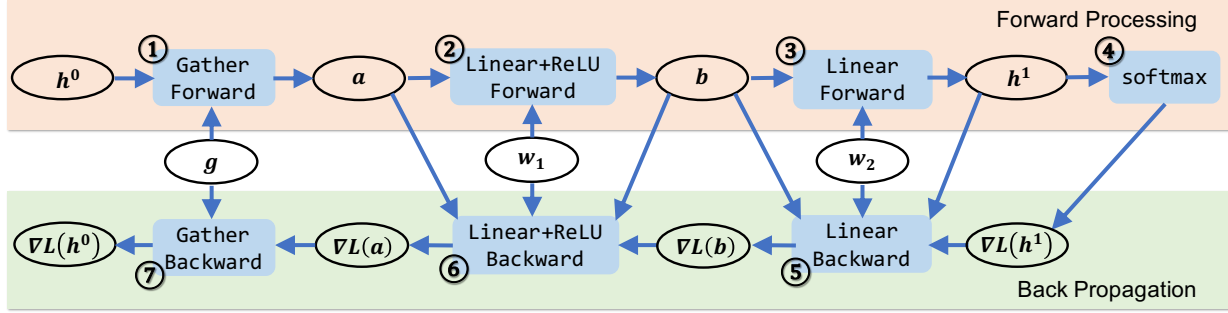 Forward Processing
① ② ③ ④
h⁰
Gather
Forward
a
Linear+ReLU
Forward
b
Linear
Forward
h¹
softmax
g
w₁
w₂
∇L(h⁰)
Gather
Backward
∇L(a)
Linear+ReLU
Backward
∇L(b)
Linear
Backward
∇L(h¹)
⑦ ⑥ ⑤
Back Propagation